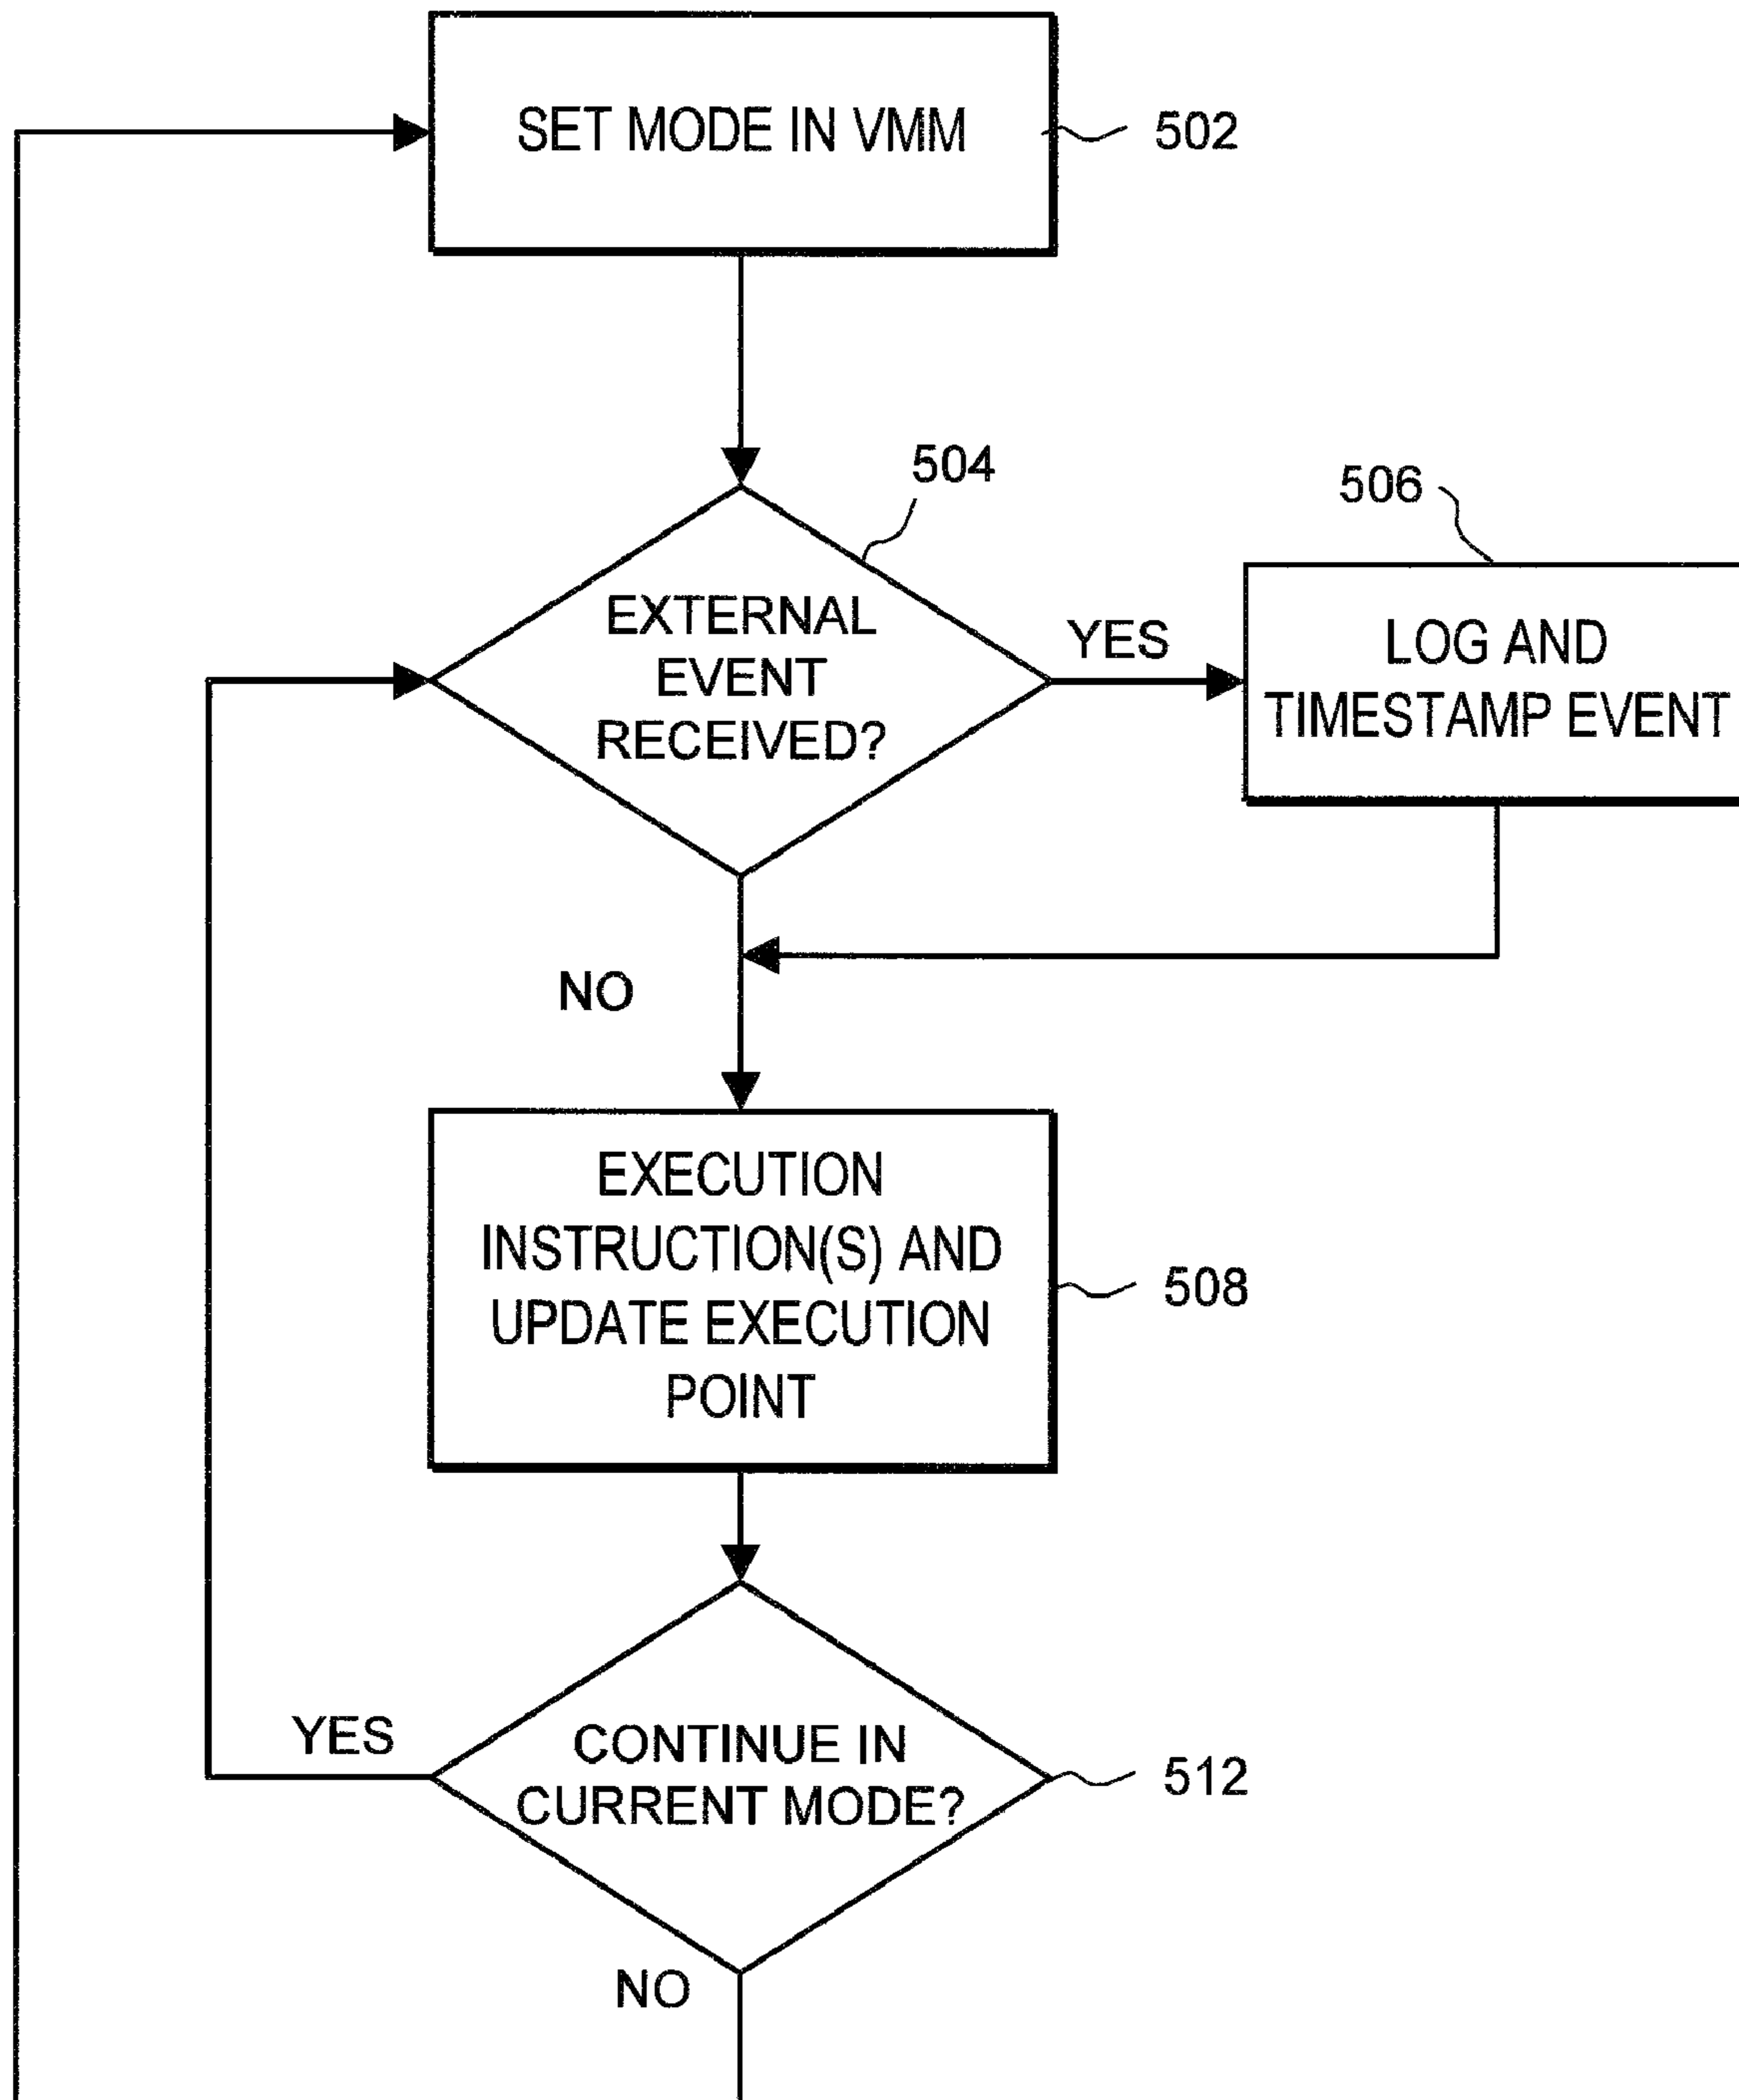 SET MODE IN VMM
502
504
506
EXTERNAL
EVENT
RECEIVED?
YES
LOG AND
TIMESTAMP EVENT
NO
EXECUTION
INSTRUCTION(S) AND
UPDATE EXECUTION
POINT
508
YES
CONTINUE IN
CURRENT MODE?
512
NO